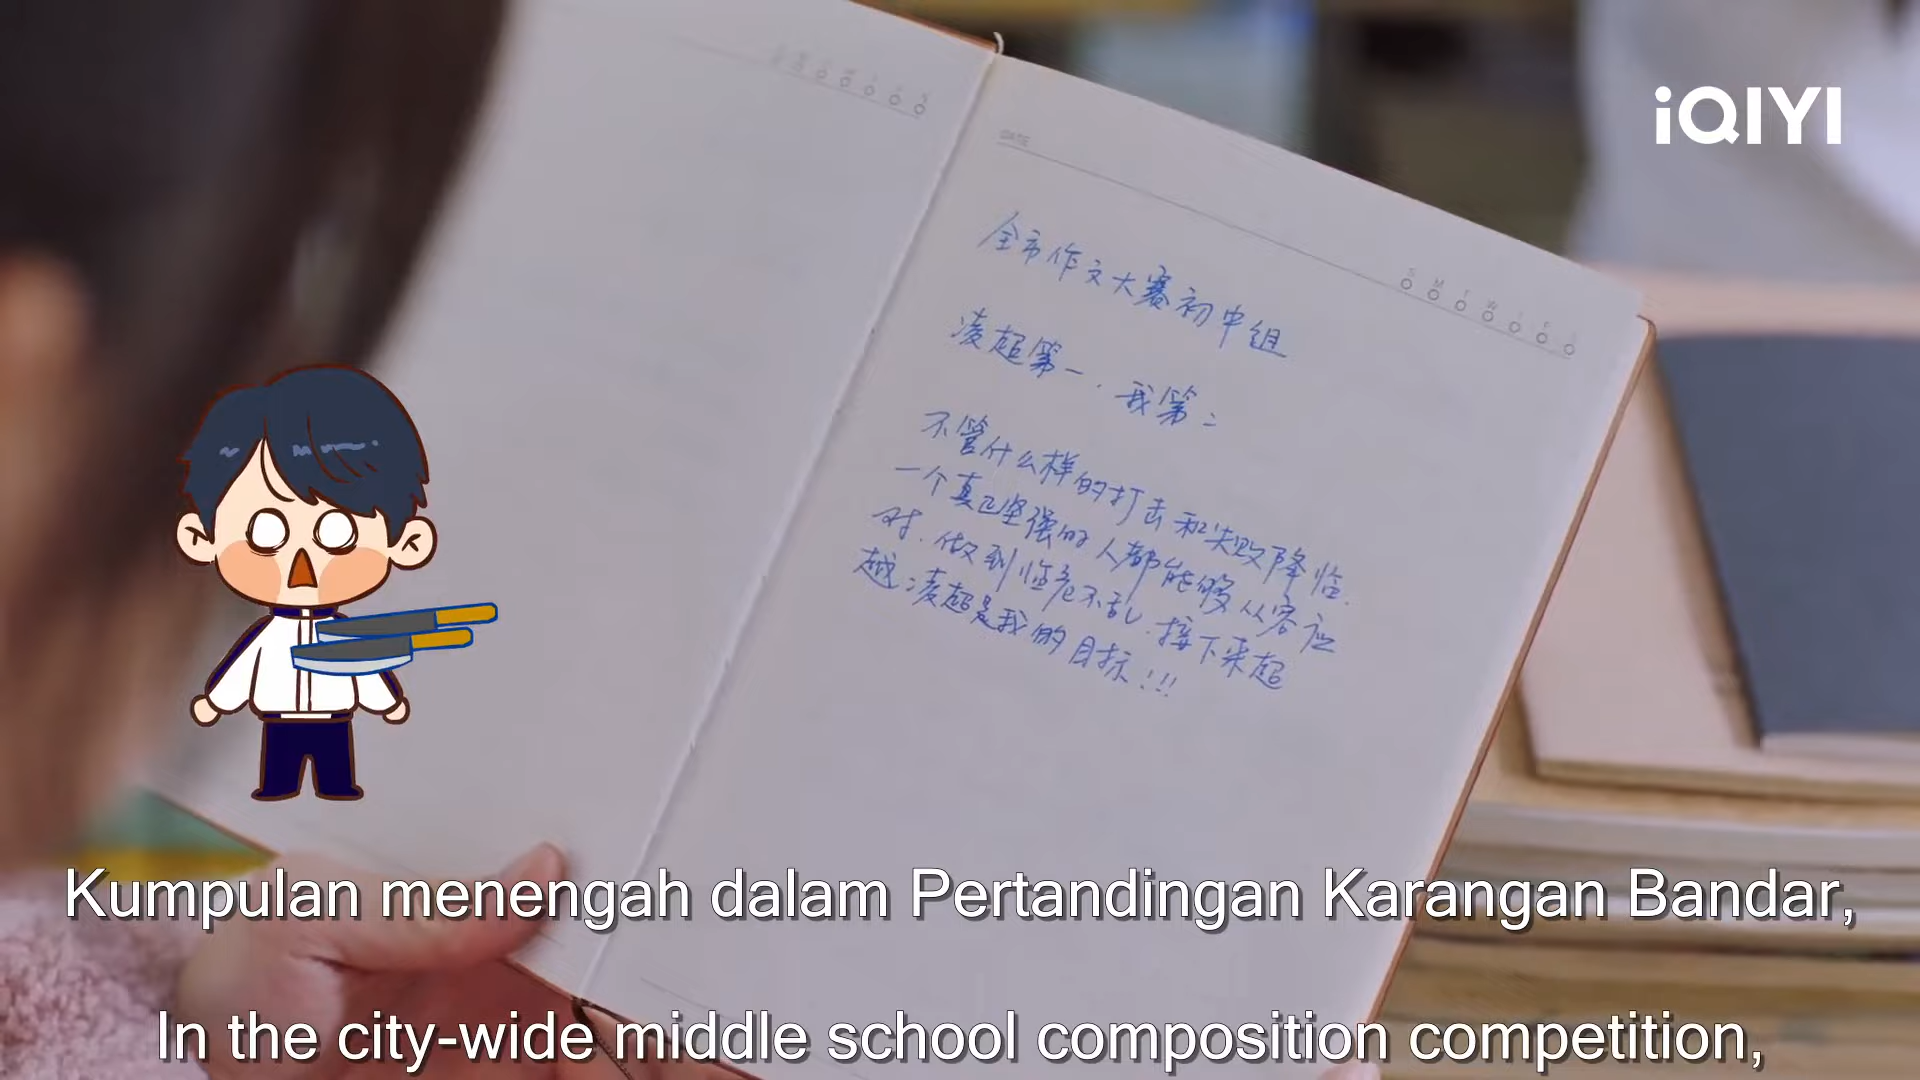 iQIYI
DATE
S M T W T F S
全市作文大赛初中组
凌超第一.我第二
不管什么样的打击和失败降临.
一个真正坚强的人都能够从容应
对.做到临危不乱.接下来超
越凌超是我的目标!!!
Kumpulan menengah dalam Pertandingan Karangan Bandar,
In the city-wide middle school composition competition,